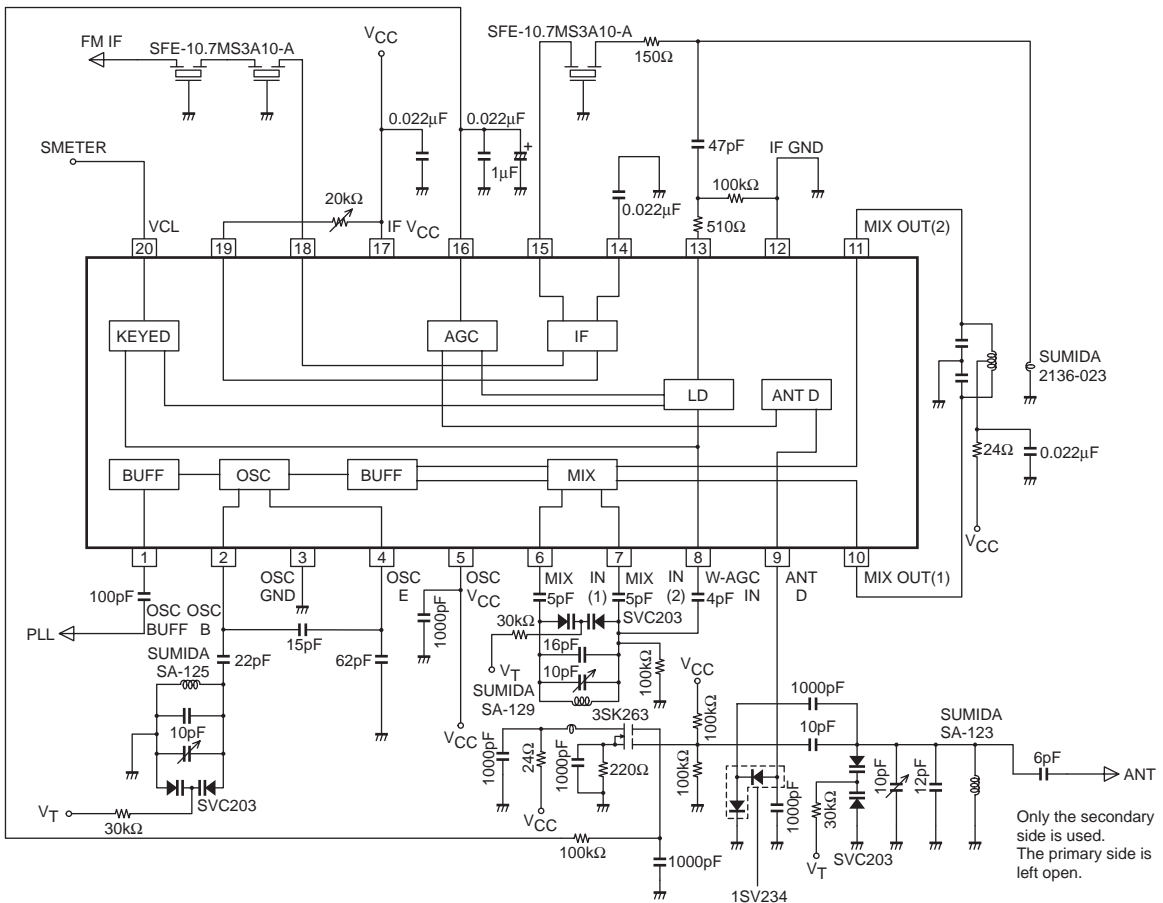 FM IF
SFE-10.7MS3A10-A
VCC
SFE-10.7MS3A10-A
150Ω
0.022μF
0.022μF
1μF
+
47pF
IF GND
SMETER
100kΩ
0.022μF
20kΩ
VCL
IF VCC
510Ω
MIX OUT(2)
20
19
18
17
16
15
14
13
12
11
KEYED
AGC
IF
SUMIDA
2136-023
LD
ANT D
24Ω
0.022μF
VCC
BUFF
OSC
BUFF
MIX
1
2
3
4
5
6
7
8
9
10
MIX OUT(1)
OSC
BUFF
OSC
B
OSC
GND
OSC
E
OSC
VCC
MIX
IN
(1)
MIX
IN
(2)
W-AGC
IN
ANT
D
100pF
PLL
15pF
1000pF
5pF
5pF
4pF
30kΩ
SVC203
16pF
VT
10pF
SUMIDA
SA-129
100kΩ
SUMIDA
SA-125
22pF
62pF
10pF
SVC203
VT
30kΩ
VCC
3SK263
1000pF
24Ω
1000pF
220Ω
VCC
VCC
100kΩ
100kΩ
1000pF
10pF
SUMIDA
SA-123
6pF
ANT
1000pF
30kΩ
10pF
12pF
VT
SVC203
100kΩ
1000pF
1SV234
Only the secondary
side is used.
The primary side is
left open.